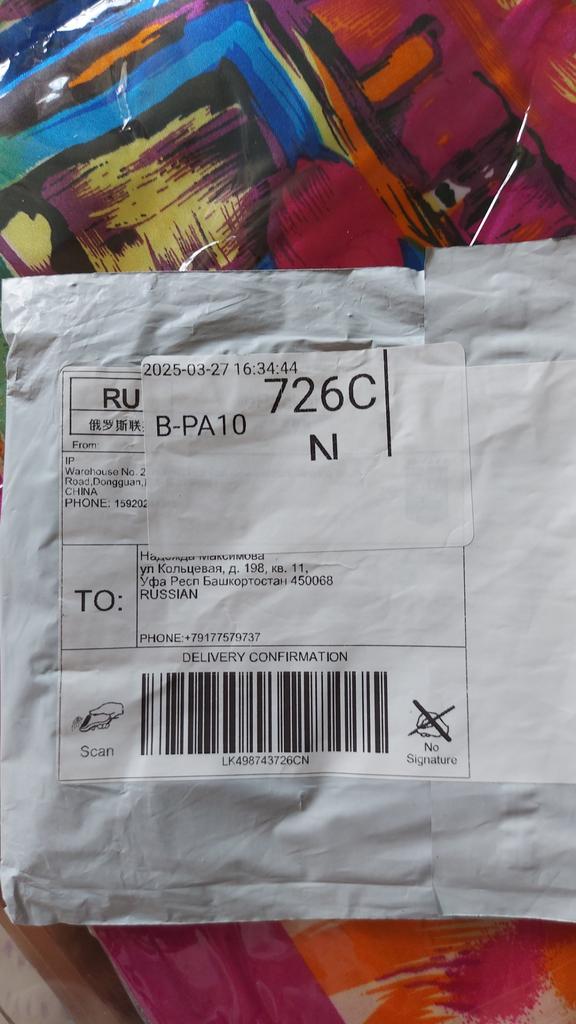 2025-03-27 16:34:44
726C
B-PA10
N
RU
俄罗斯联
From:
IP
Warehouse No. 2
Road,Dongguan,
CHINA
PHONE: 159202
TO:
Надежда Максимова
ул Кольцевая, д. 198, кв. 11,
Уфа Респ Башкортостан 450068
RUSSIAN
PHONE:+79177579737
DELIVERY CONFIRMATION
Scan
LK498743726CN
No
Signature